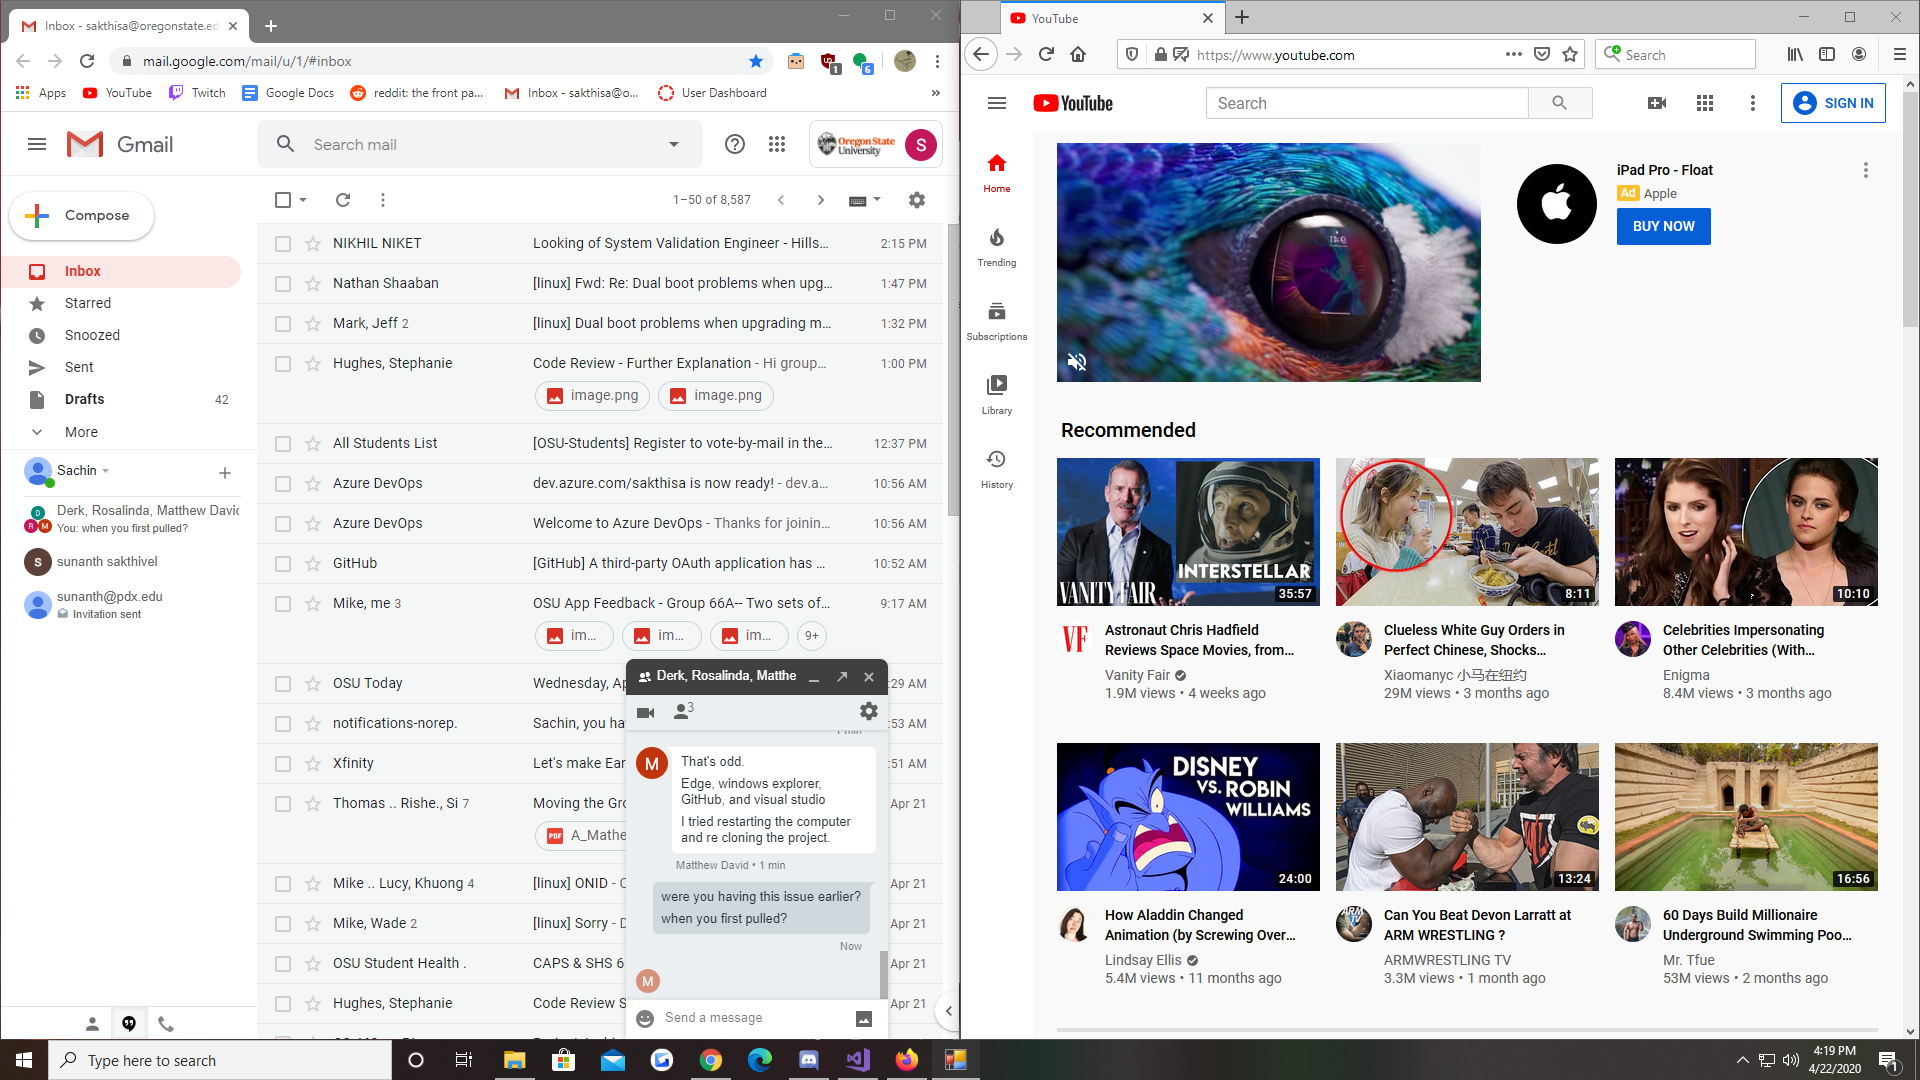 Inbox - sakthisa@oregonstate.ed
mail.google.com/mail/u/1/#inbox
1
6
Apps
YouTube
Twitch
Google Docs
reddit: the front pa...
Inbox - sakthisa@o...
User Dashboard
»
Gmail
Search mail
Oregon State
University
S
Compose
1–50 of 8,587
Inbox
Starred
Snoozed
Sent
Drafts 42
More
Sachin
Derk, Rosalinda, Matthew Davic
You: when you first pulled?
D
R
M
S
sunanth sakthivel
sunanth@pdx.edu
Invitation sent
NIKHIL NIKET Looking of System Validation Engineer - Hills... 2:15 PM
Nathan Shaaban [linux] Fwd: Re: Dual boot problems when upg... 1:47 PM
Mark, Jeff 2 [linux] Dual boot problems when upgrading m... 1:32 PM
Hughes, Stephanie Code Review - Further Explanation - Hi group... 1:00 PM
image.png image.png
All Students List [OSU-Students] Register to vote-by-mail in the... 12:37 PM
Azure DevOps dev.azure.com/sakthisa is now ready! - dev.a... 10:56 AM
Azure DevOps Welcome to Azure DevOps - Thanks for joinin... 10:56 AM
GitHub [GitHub] A third-party OAuth application has ... 10:52 AM
Mike, me 3 OSU App Feedback - Group 66A-- Two sets of... 9:17 AM
im... im... im... 9+
OSU Today Wednesday, Ap :29 AM
notifications-norep. Sachin, you ha :53 AM
Xfinity Let's make Ear :51 AM
Thomas .. Rishe., Si 7 Moving the Gro Apr 21
PDF A_Mathe
Mike .. Lucy, Khuong 4 [linux] ONID - C Apr 21
Mike, Wade 2 [linux] Sorry - D Apr 21
OSU Student Health . CAPS & SHS 6 Apr 21
Hughes, Stephanie Code Review S Apr 21
Derk, Rosalinda, Matthe
3
1 min
M
That's odd.
Edge, windows explorer,
GitHub, and visual studio
I tried restarting the computer
and re cloning the project.
Matthew David • 1 min
were you having this issue earlier?
when you first pulled?
Now
M
Send a message
YouTube
https://www.youtube.com
Search
YouTube
Search
SIGN IN
Home
Trending
Subscriptions
Library
History
iPad Pro - Float
Ad Apple
BUY NOW
9:41
Recommended
VANITY FAIR
INTERSTELLAR
35:57
8:11
10:10
VF
Astronaut Chris Hadfield
Reviews Space Movies, from...
Vanity Fair
1.9M views • 4 weeks ago
Clueless White Guy Orders in
Perfect Chinese, Shocks...
Xiaomanyc 小马在纽约
29M views • 3 months ago
Celebrities Impersonating
Other Celebrities (With...
Enigma
8.4M views • 3 months ago
DISNEY
VS. ROBIN
WILLIAMS
24:00
13:24
16:56
How Aladdin Changed
Animation (by Screwing Over...
Lindsay Ellis
5.4M views • 11 months ago
ARM
TV
Can You Beat Devon Larratt at
ARM WRESTLING ?
ARMWRESTLING TV
3.3M views • 1 month ago
60 Days Build Millionaire
Underground Swimming Poo...
Mr. Tfue
53M views • 2 months ago
Type here to search
4:19 PM
4/22/2020
1